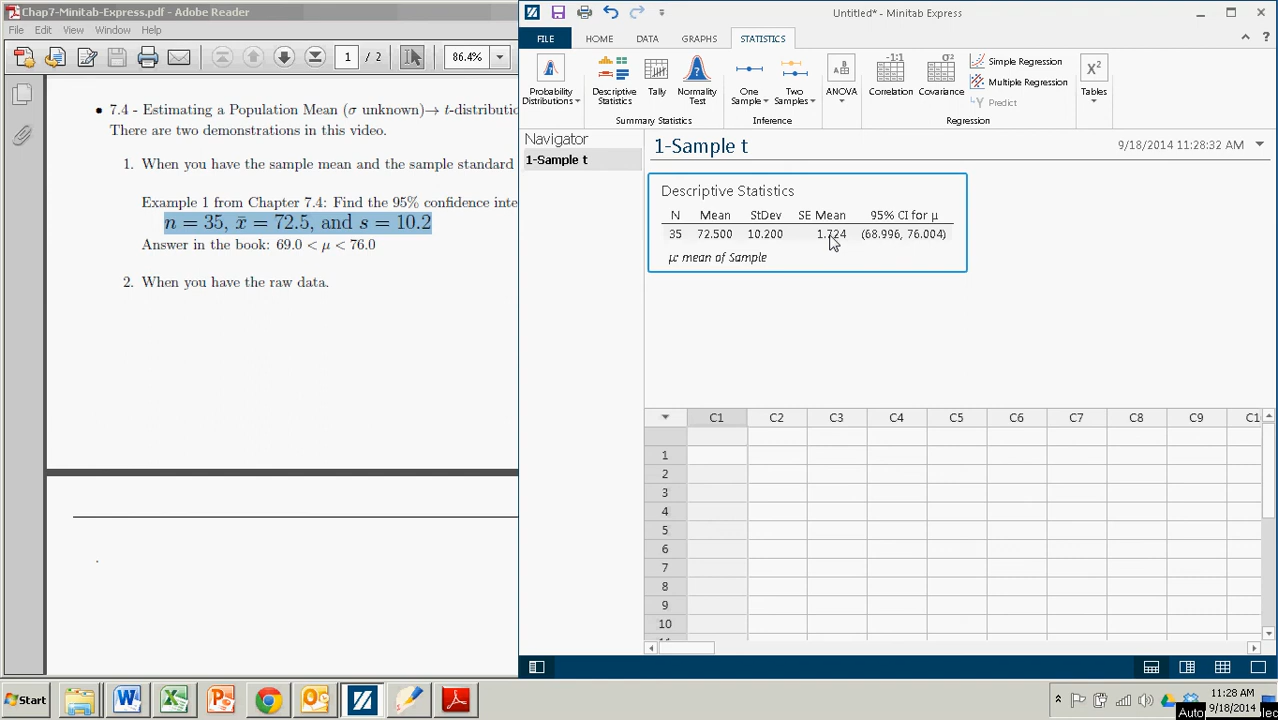 Chap7-Minitab-Express.pdf - Adobe Reader
File Edit View Window Help
1 / 2 86.4%
• 7.4 - Estimating a Population Mean (σ unknown)→ t-distributio
There are two demonstrations in this video.
1. When you have the sample mean and the sample standard
Example 1 from Chapter 7.4: Find the 95% confidence inte
n = 35, x̄ = 72.5, and s = 10.2
Answer in the book: 69.0 < μ < 76.0
2. When you have the raw data.
Untitled* - Minitab Express
FILE HOME DATA GRAPHS STATISTICS
Probability Distributions
Descriptive Statistics
Tally
Normality Test
One Sample
Two Samples
ANOVA
Correlation
Covariance
Simple Regression
Multiple Regression
Predict
Tables
Summary Statistics Inference Regression
Navigator
1-Sample t
1-Sample t 9/18/2014 11:28:32 AM
Descriptive Statistics
N Mean StDev SE Mean 95% CI for μ
35 72.500 10.200 1.724 (68.996, 76.004)
μ: mean of Sample
C1 C2 C3 C4 C5 C6 C7 C8 C9 C1
1
2
3
4
5
6
7
8
9
10
Start
11:28 AM
9/18/2014